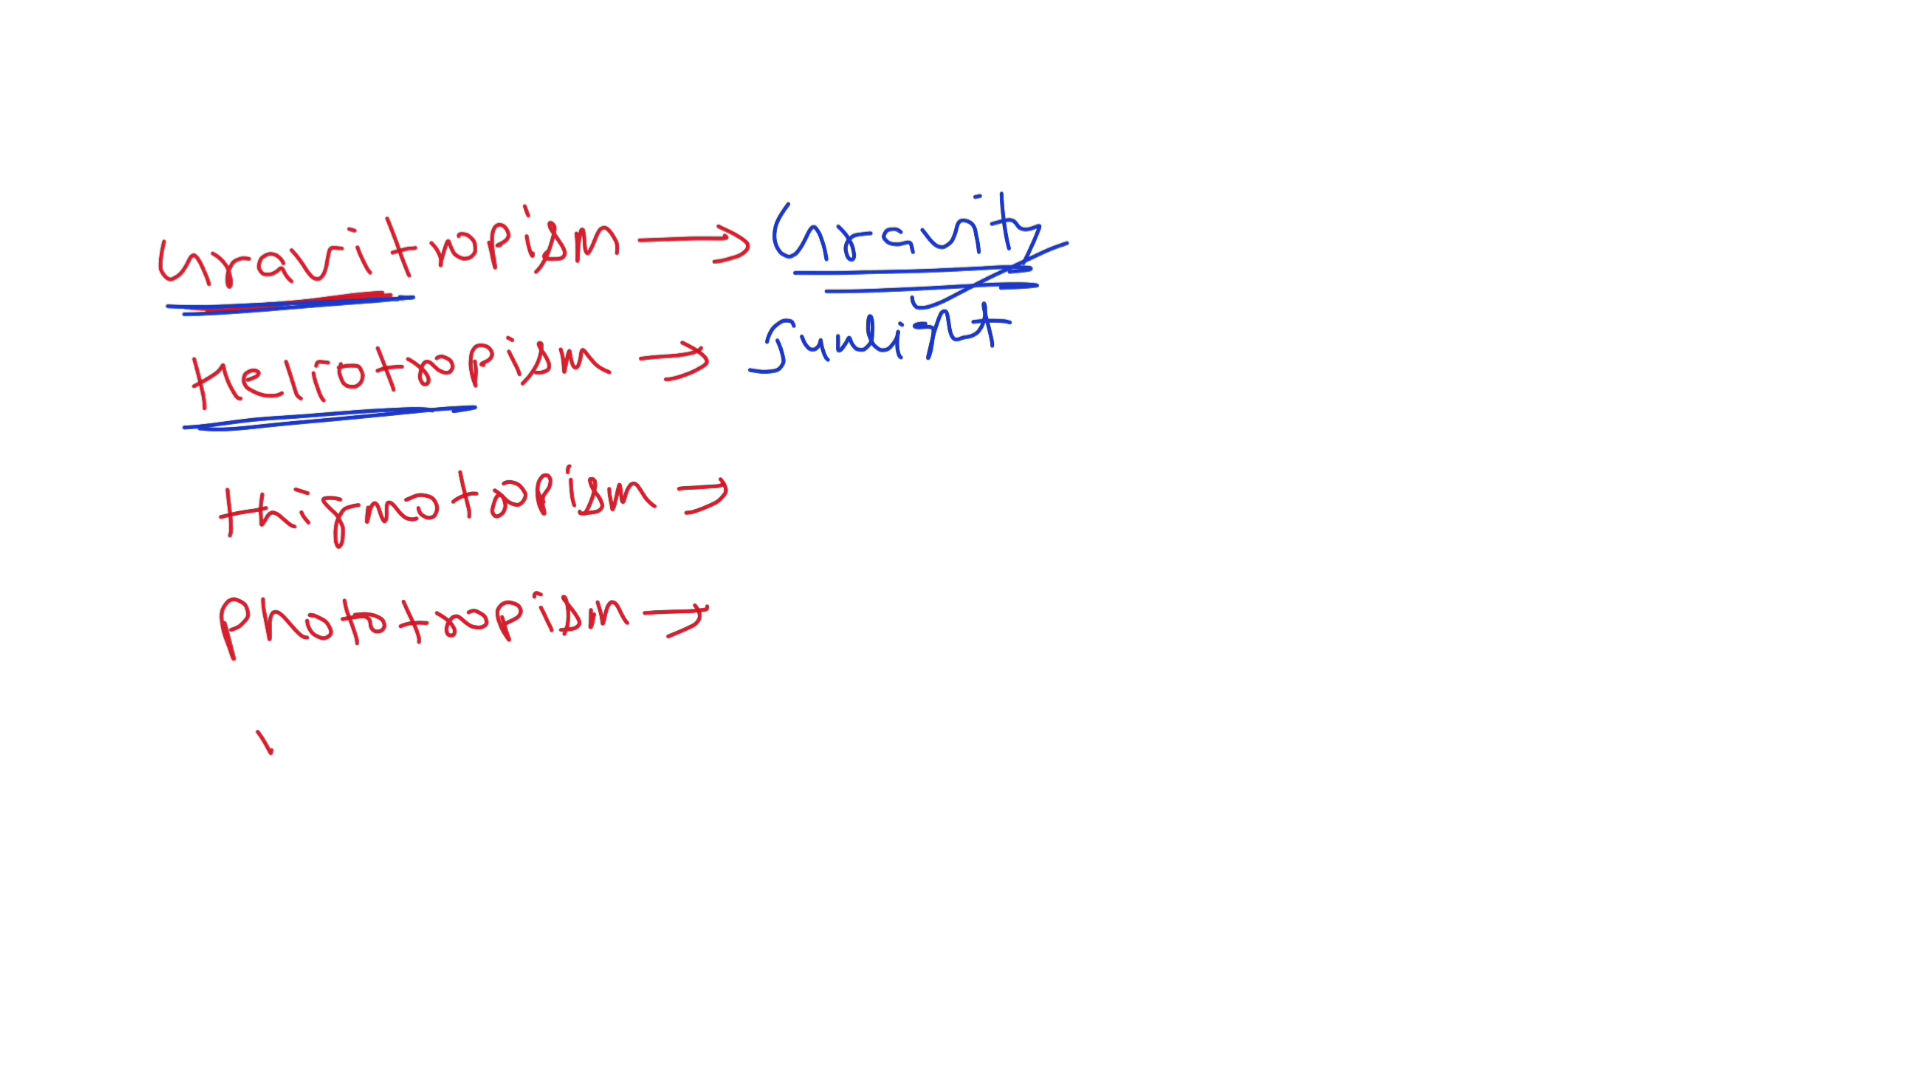 Gravitropism → Gravity
Heliotropism → Sunlight
thigmotropism →
phototropism →